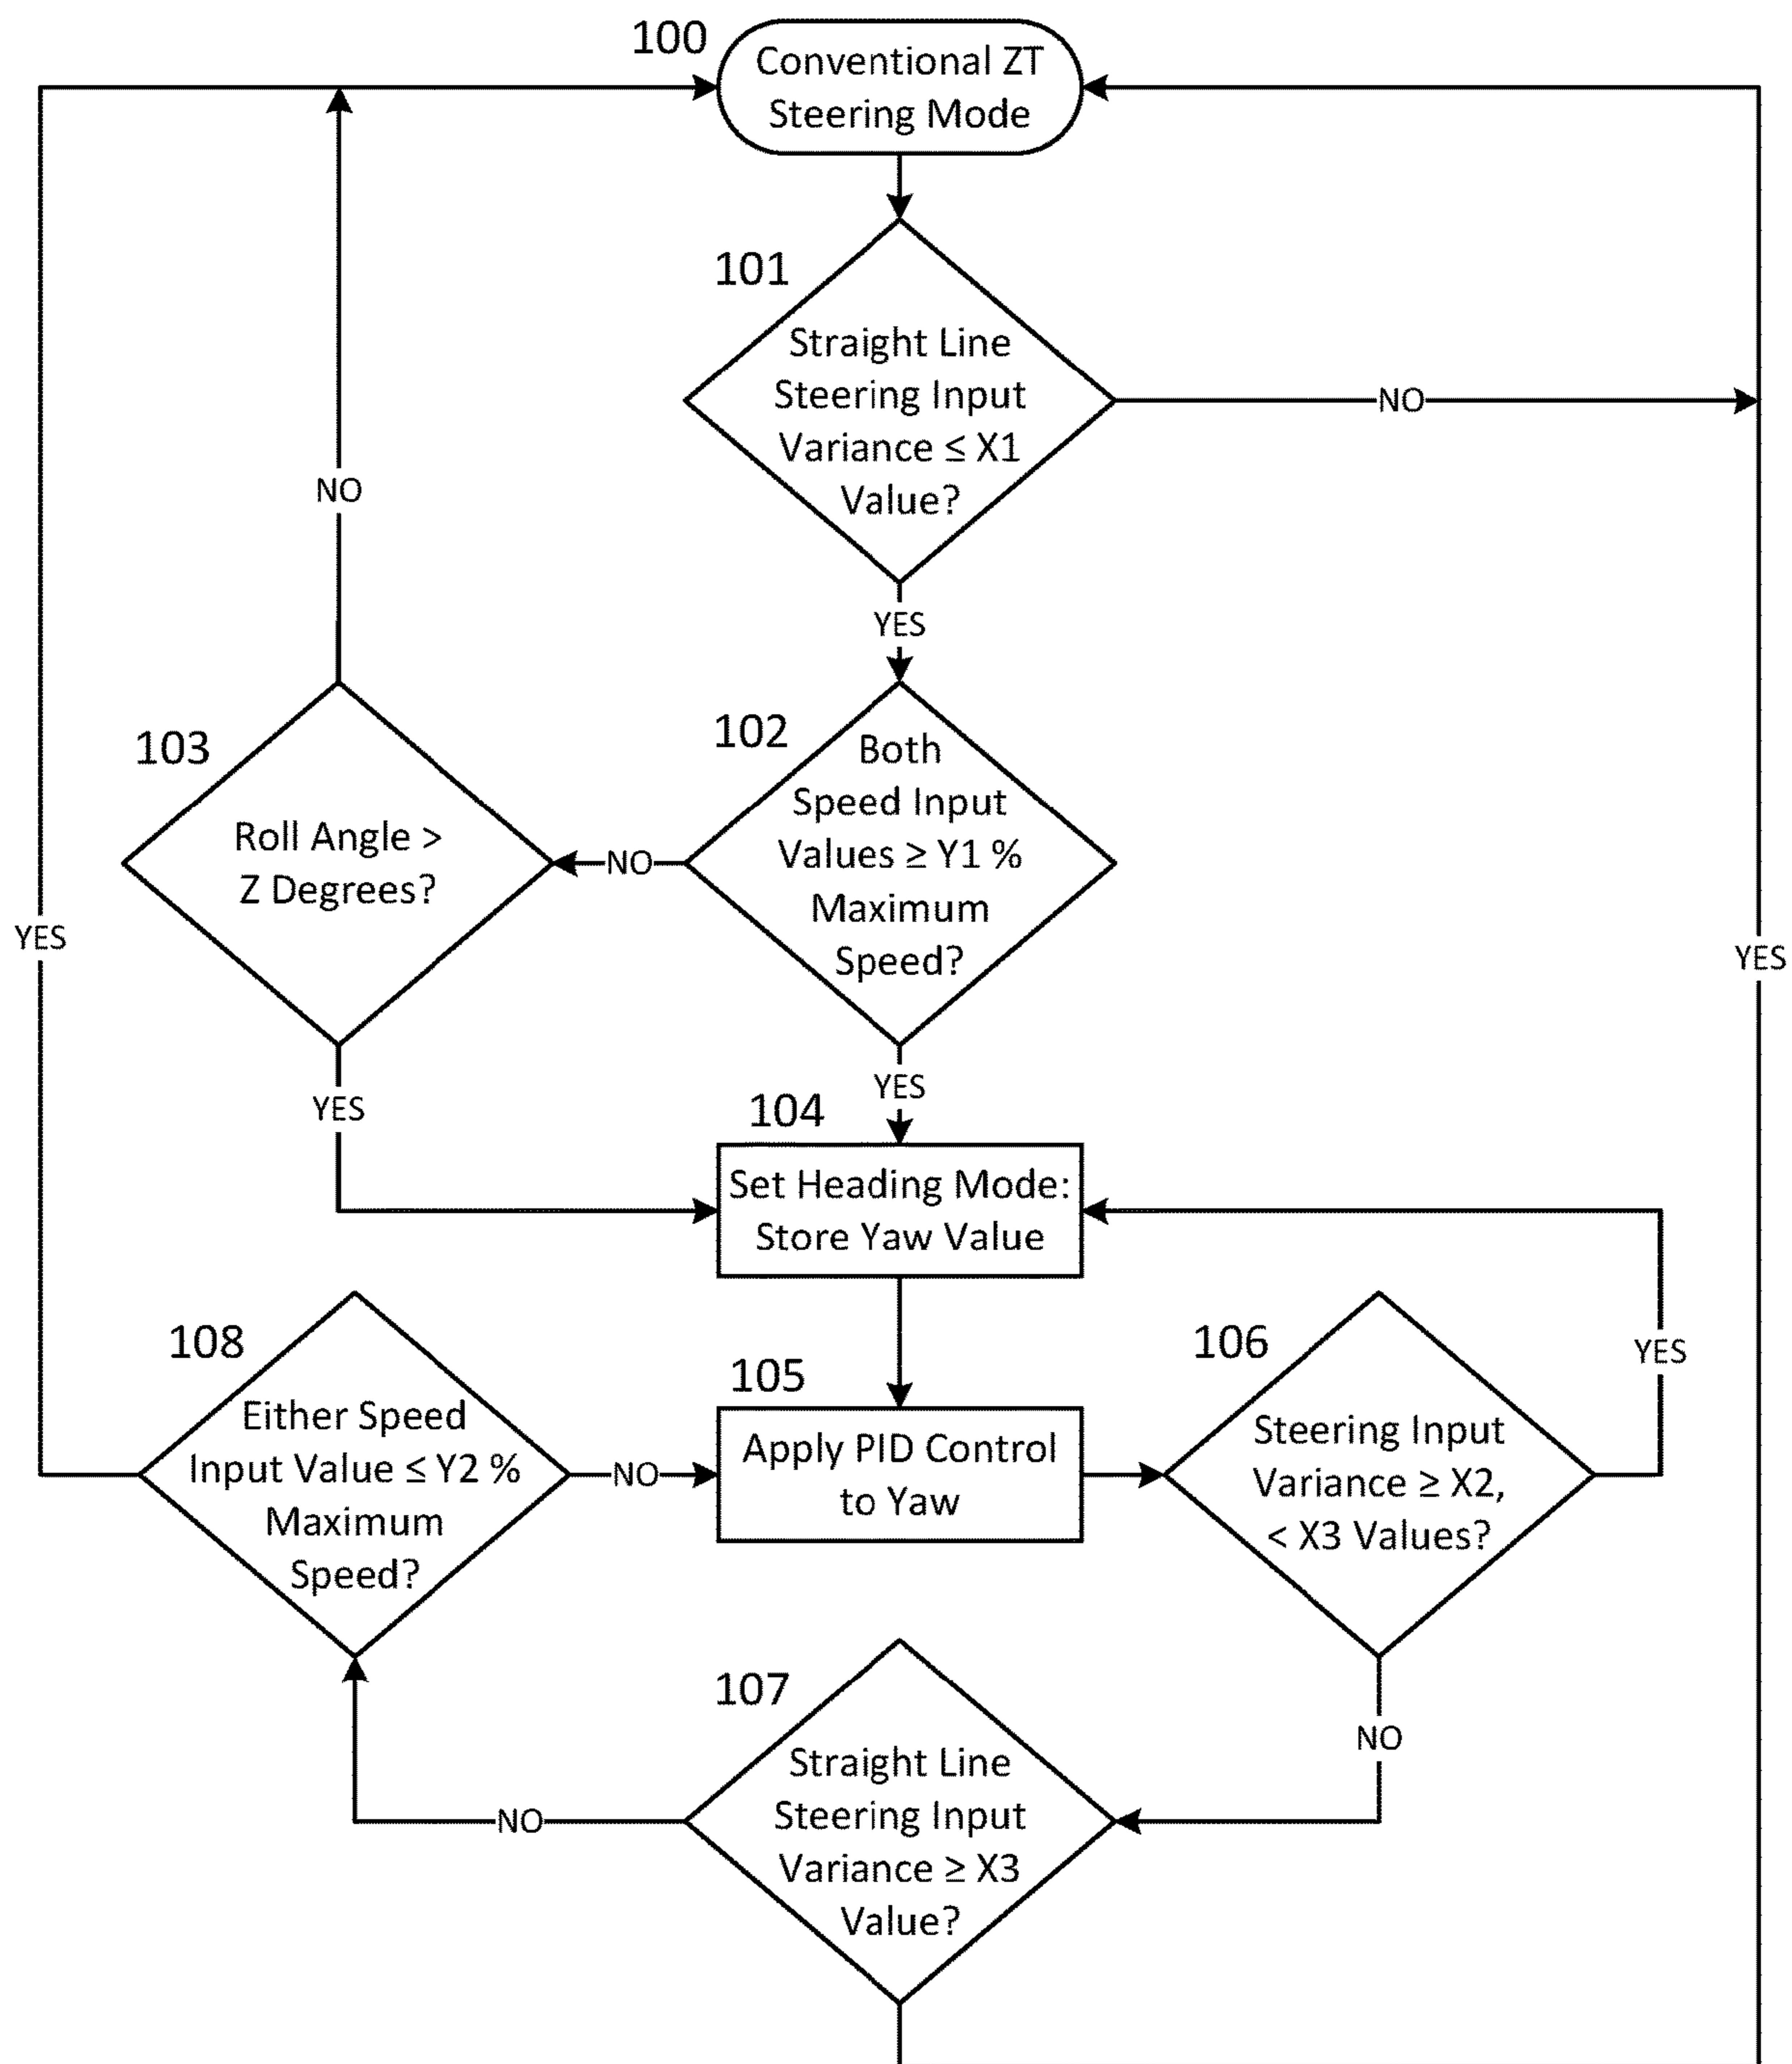 100
Conventional ZT
Steering Mode
101
Straight Line
Steering Input
Variance ≤ X1
Value?
NO
NO
YES
103
Roll Angle >
Z Degrees?
102
Both
Speed Input
Values ≥ Y1 %
Maximum
Speed?
NO
YES
YES
YES
YES
104
Set Heading Mode:
Store Yaw Value
108
Either Speed
Input Value ≤ Y2 %
Maximum
Speed?
NO
105
Apply PID Control
to Yaw
106
Steering Input
Variance ≥ X2,
< X3 Values?
YES
NO
107
Straight Line
Steering Input
Variance ≥ X3
Value?
NO